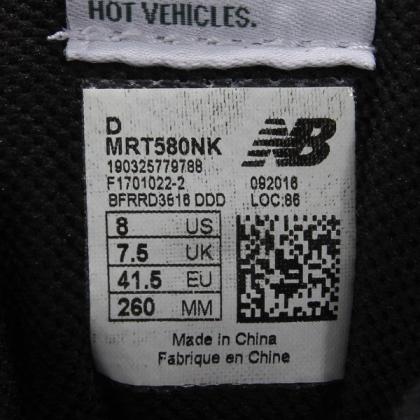 HOT VEHICLES.
D
MRT580NK
190325779788
F1701022-2 092016
BFRRD3616 DDD LOC:86
NB
8 US
7.5 UK
41.5 EU
260 MM
Made in China
Fabriqué en Chine